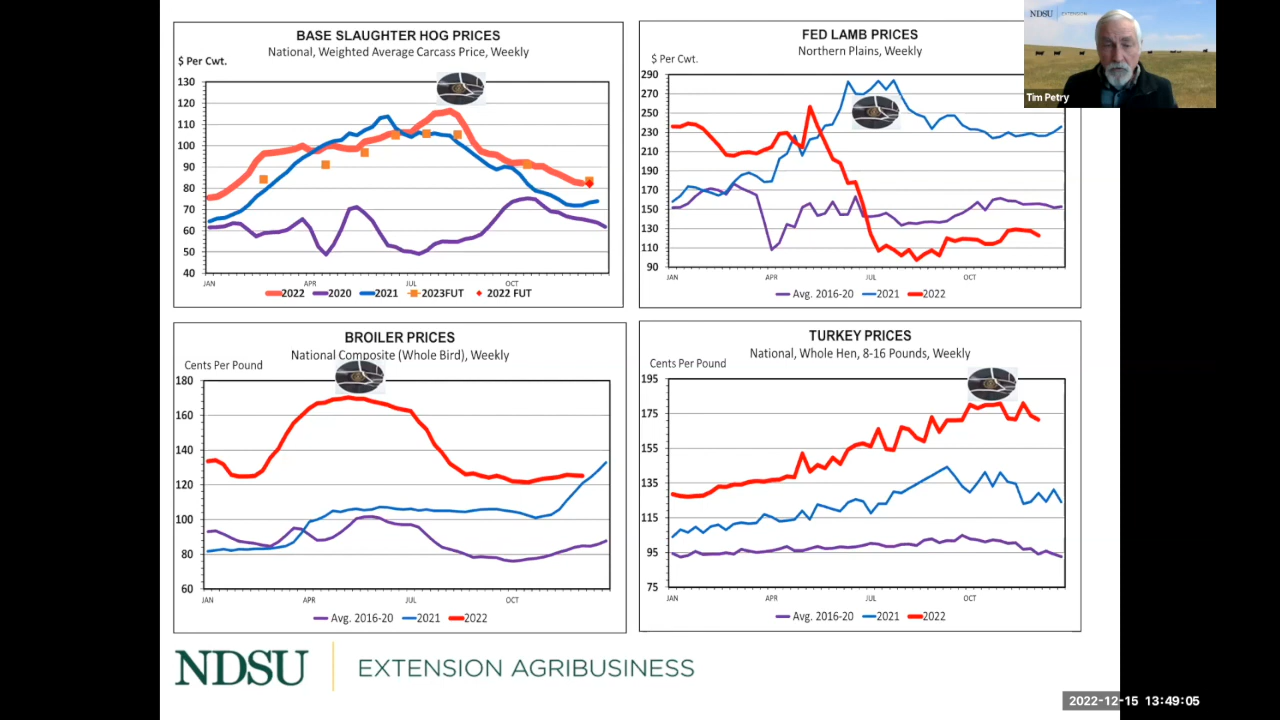 BASE SLAUGHTER HOG PRICES
National, Weighted Average Carcass Price, Weekly
$ Per Cwt.
130
120
110
100
90
80
70
60
50
40
JAN APR JUL OCT
2022 2020 2021 2023FUT 2022 FUT
FED LAMB PRICES
Northern Plains, Weekly
$ Per Cwt.
290
270
250
230
210
190
170
150
130
110
90
JAN APR JUL OCT
Avg. 2016-20 2021 2022
NDSU EXTENSION
Tim Petry
BROILER PRICES
National Composite (Whole Bird), Weekly
Cents Per Pound
180
160
140
120
100
80
60
JAN APR JUL OCT
Avg. 2016-20 2021 2022
TURKEY PRICES
National, Whole Hen, 8-16 Pounds, Weekly
Cents Per Pound
195
175
155
135
115
95
75
JAN APR JUL OCT
Avg. 2016-20 2021 2022
NDSU EXTENSION AGRIBUSINESS
2022-12-15 13:49:05